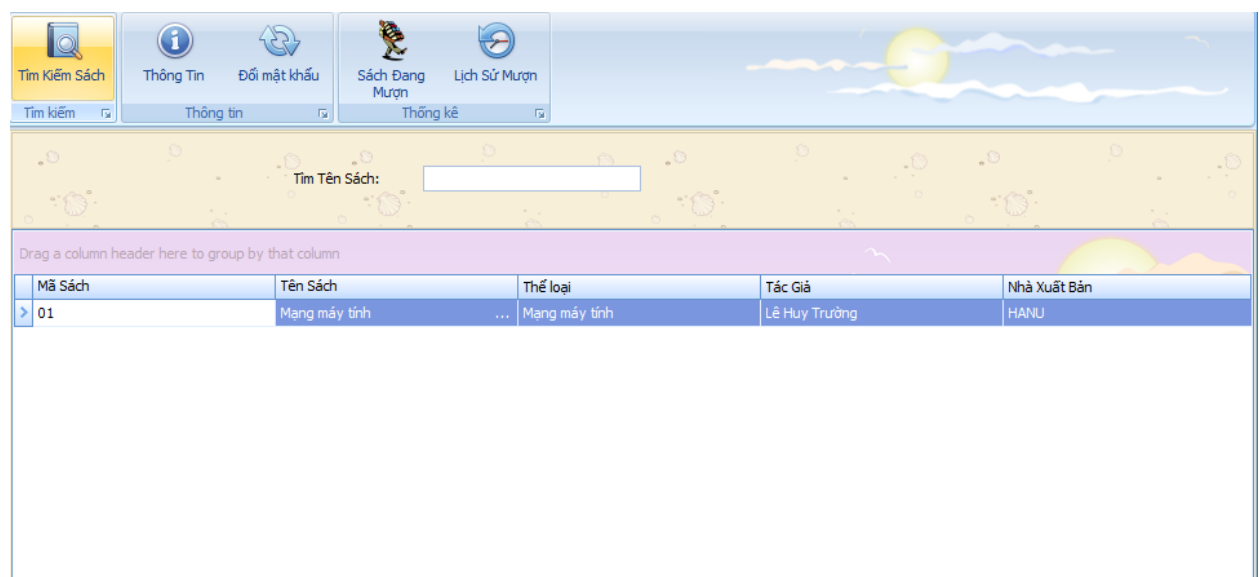 Tìm Kiếm Sách
Thông Tin
Đổi mật khẩu
Sách Đang
Mượn
Lịch Sử Mượn
Tìm kiếm
Thông tin
Thống kê
Tìm Tên Sách:
Drag a column header here to group by that column
Mã Sách Tên Sách Thể loại Tác Giả Nhà Xuất Bản
01 Mạng máy tính ... Mạng máy tính Lê Huy Trường HANU